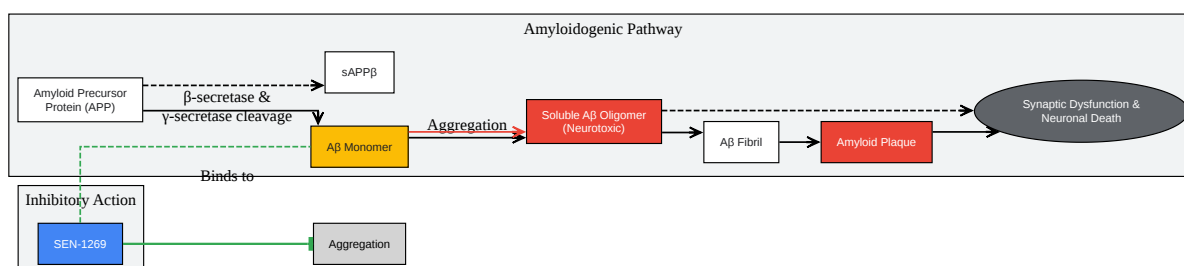 Amyloidogenic Pathway
sAPPβ
Amyloid Precursor
Protein (APP)
β-secretase &
γ-secretase cleavage
Aβ Monomer
Aggregation
Soluble Aβ Oligomer
(Neurotoxic)
Aβ Fibril
Amyloid Plaque
Synaptic Dysfunction &
Neuronal Death
Binds to
Inhibitory Action
SEN-1269
Aggregation